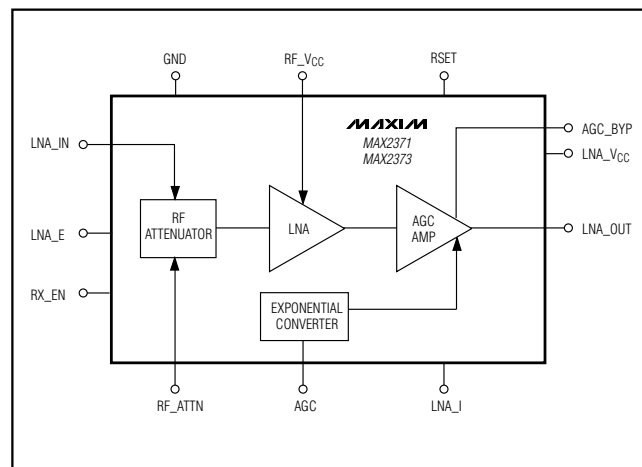 GND
RF_VCC
RSET
MAXIM
MAX2371
MAX2373
AGC_BYP
LNA_IN
LNA_VCC
RF
ATTENUATOR
LNA
AGC
AMP
LNA_E
LNA_OUT
RX_EN
EXPONENTIAL
CONVERTER
RF_ATTN
AGC
LNA_I